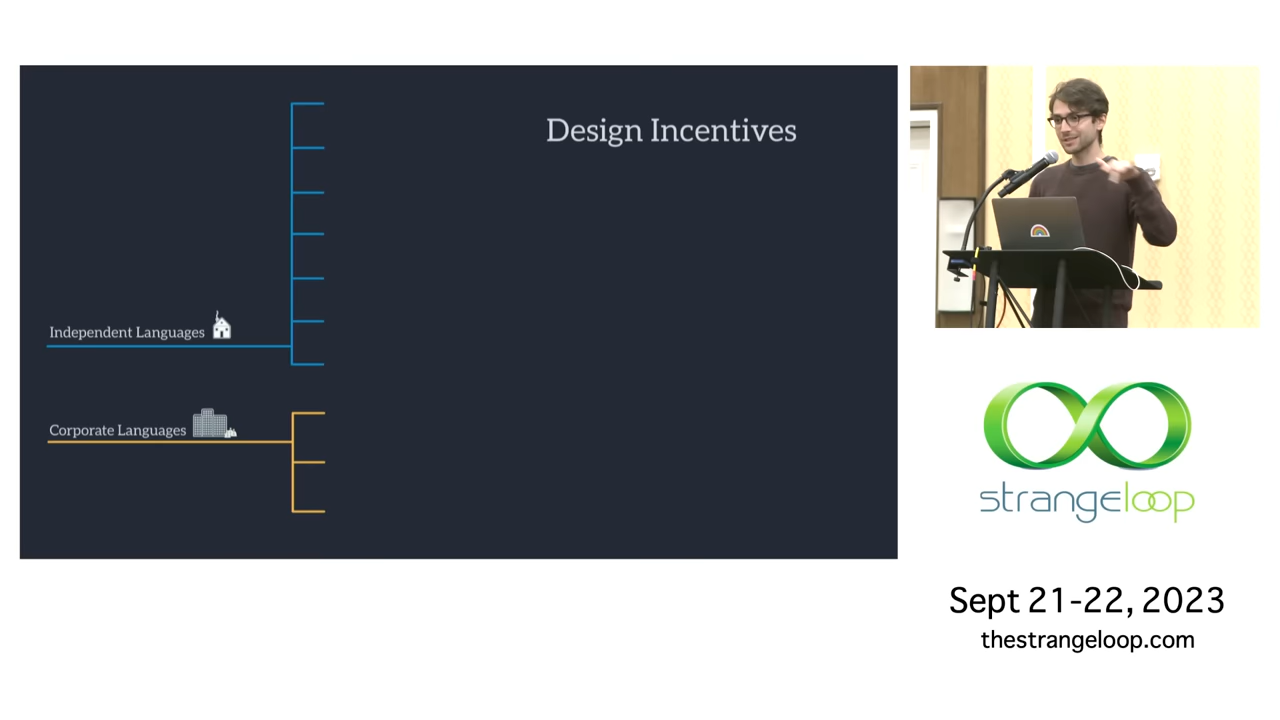 Design Incentives
Independent Languages
Corporate Languages
strangeloop
Sept 21-22, 2023
thestrangeloop.com